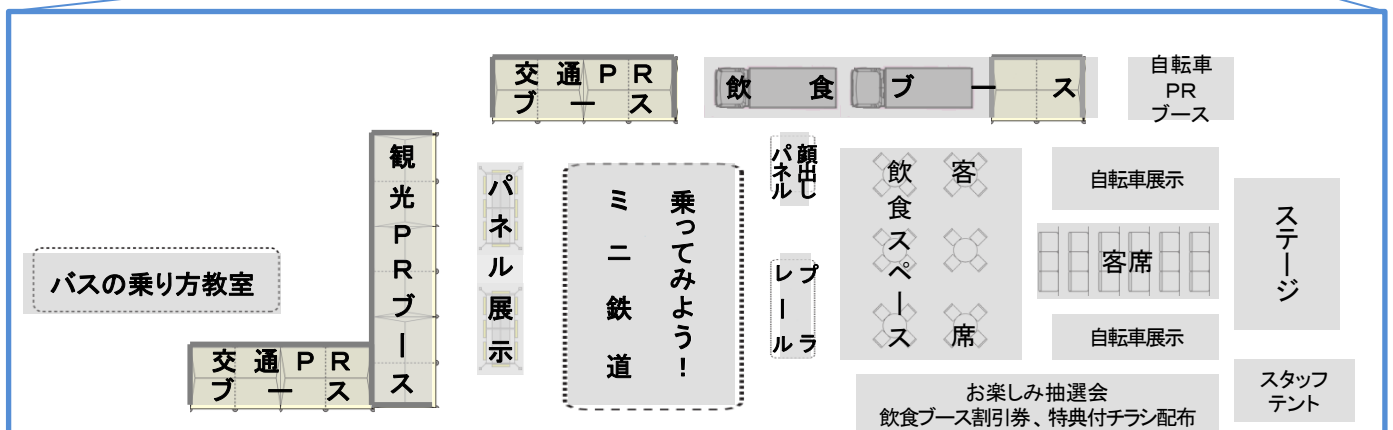 交通PR
ブース
飲食ブース
自転車
PR
ブース
観光PRブース
パネル展示
乗ってみよう！
ミニ鉄道
顔出し
パネル
プラ
レール
客席
飲食スペース
自転車展示
客席
自転車展示
ステージ
バスの乗り方教室
交通PR
ブース
お楽しみ抽選会
飲食ブース割引券、特典付チラシ配布
スタッフ
テント